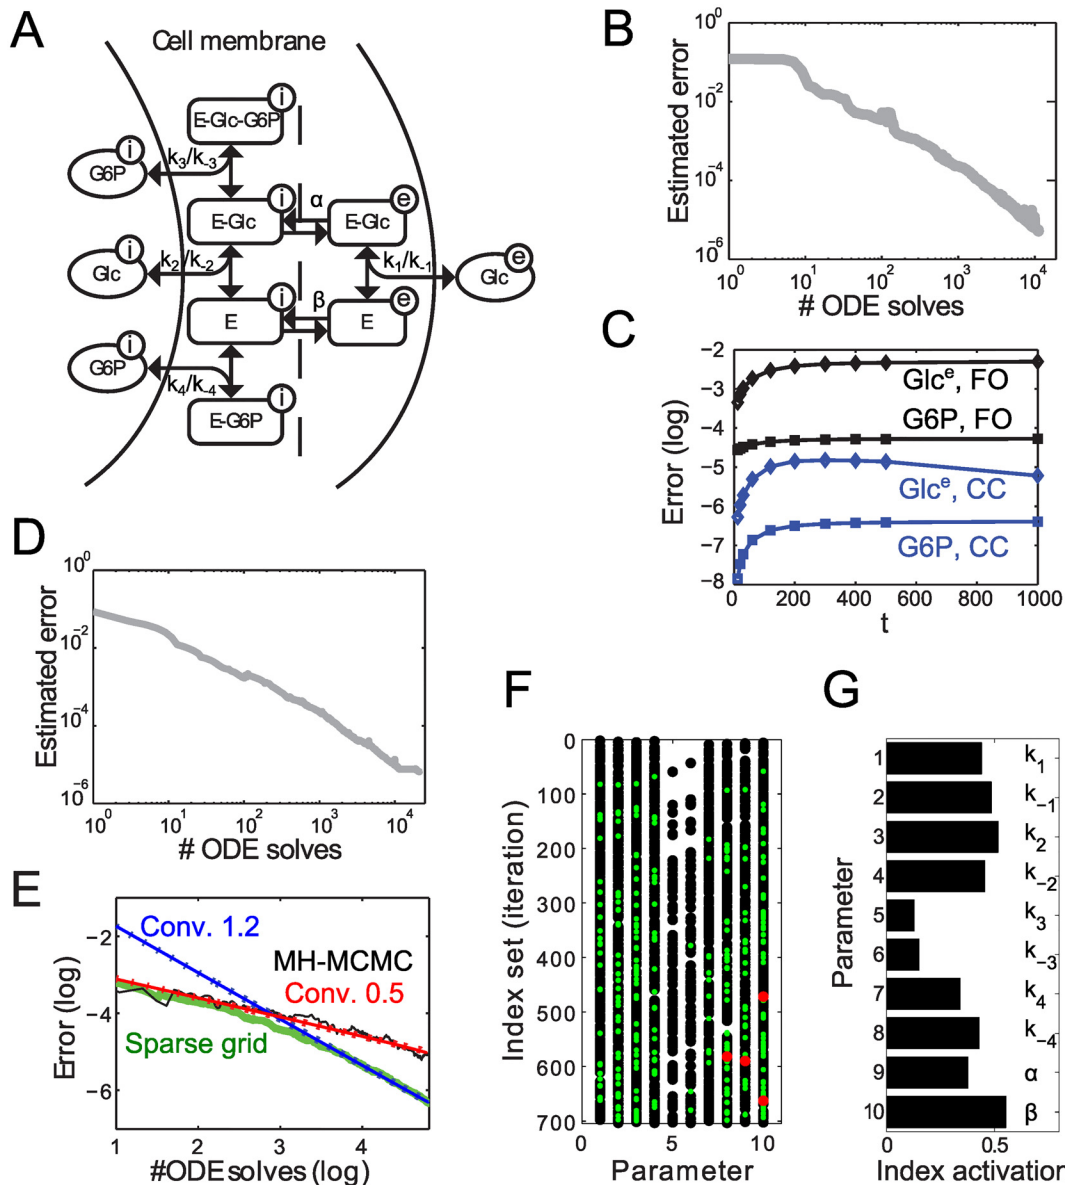 A
Cell membrane
E-Glc-G6P
i
G6P
i
k3/k-3
E-Glc
i
α
E-Glc
e
Glc
i
k2/k-2
k1/k-1
Glc
e
E
i
β
E
e
G6P
i
k4/k-4
E-G6P
i
B
Estimated error
10^0
10^-2
10^-4
10^-6
10^0 10^1 10^2 10^3 10^4
# ODE solves
C
Error (log)
−2
−3
−4
−5
−6
−7
−8
Glc^e, FO
G6P, FO
Glc^e, CC
G6P, CC
0 200 400 600 800 1000
t
D
Estimated error
10^0
10^-2
10^-4
10^-6
10^0 10^1 10^2 10^3 10^4
# ODE solves
E
Error (log)
−2
−4
−6
Conv. 1.2
MH-MCMC
Conv. 0.5
Sparse grid
1 2 3 4
#ODE solves (log)
F
Index set (iteration)
0
100
200
300
400
500
600
700
0 5 10
Parameter
G
Parameter
1 k1
2 k-1
3 k2
4 k-2
5 k3
6 k-3
7 k4
8 k-4
9 α
10 β
0 0.5
Index activation